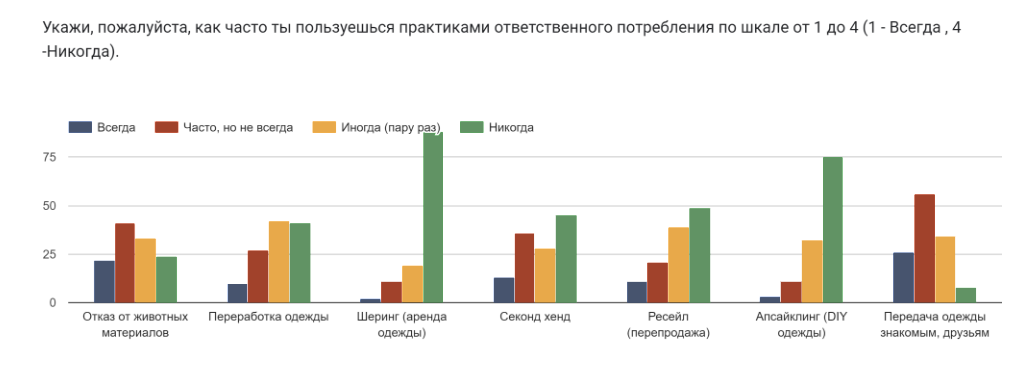 Укажи, пожалуйста, как часто ты пользуешься практиками ответственного потребления по шкале от 1 до 4 (1 - Всегда , 4
-Никогда).
Всегда
Часто, но не всегда
Иногда (пару раз)
Никогда
75
50
25
0
Отказ от животных
материалов
Переработка одежды
Шеринг (аренда
одежды)
Секонд хенд
Ресейл
(перепродажа)
Апсайклинг (DIY
одежды)
Передача одежды
знакомым, друзьям